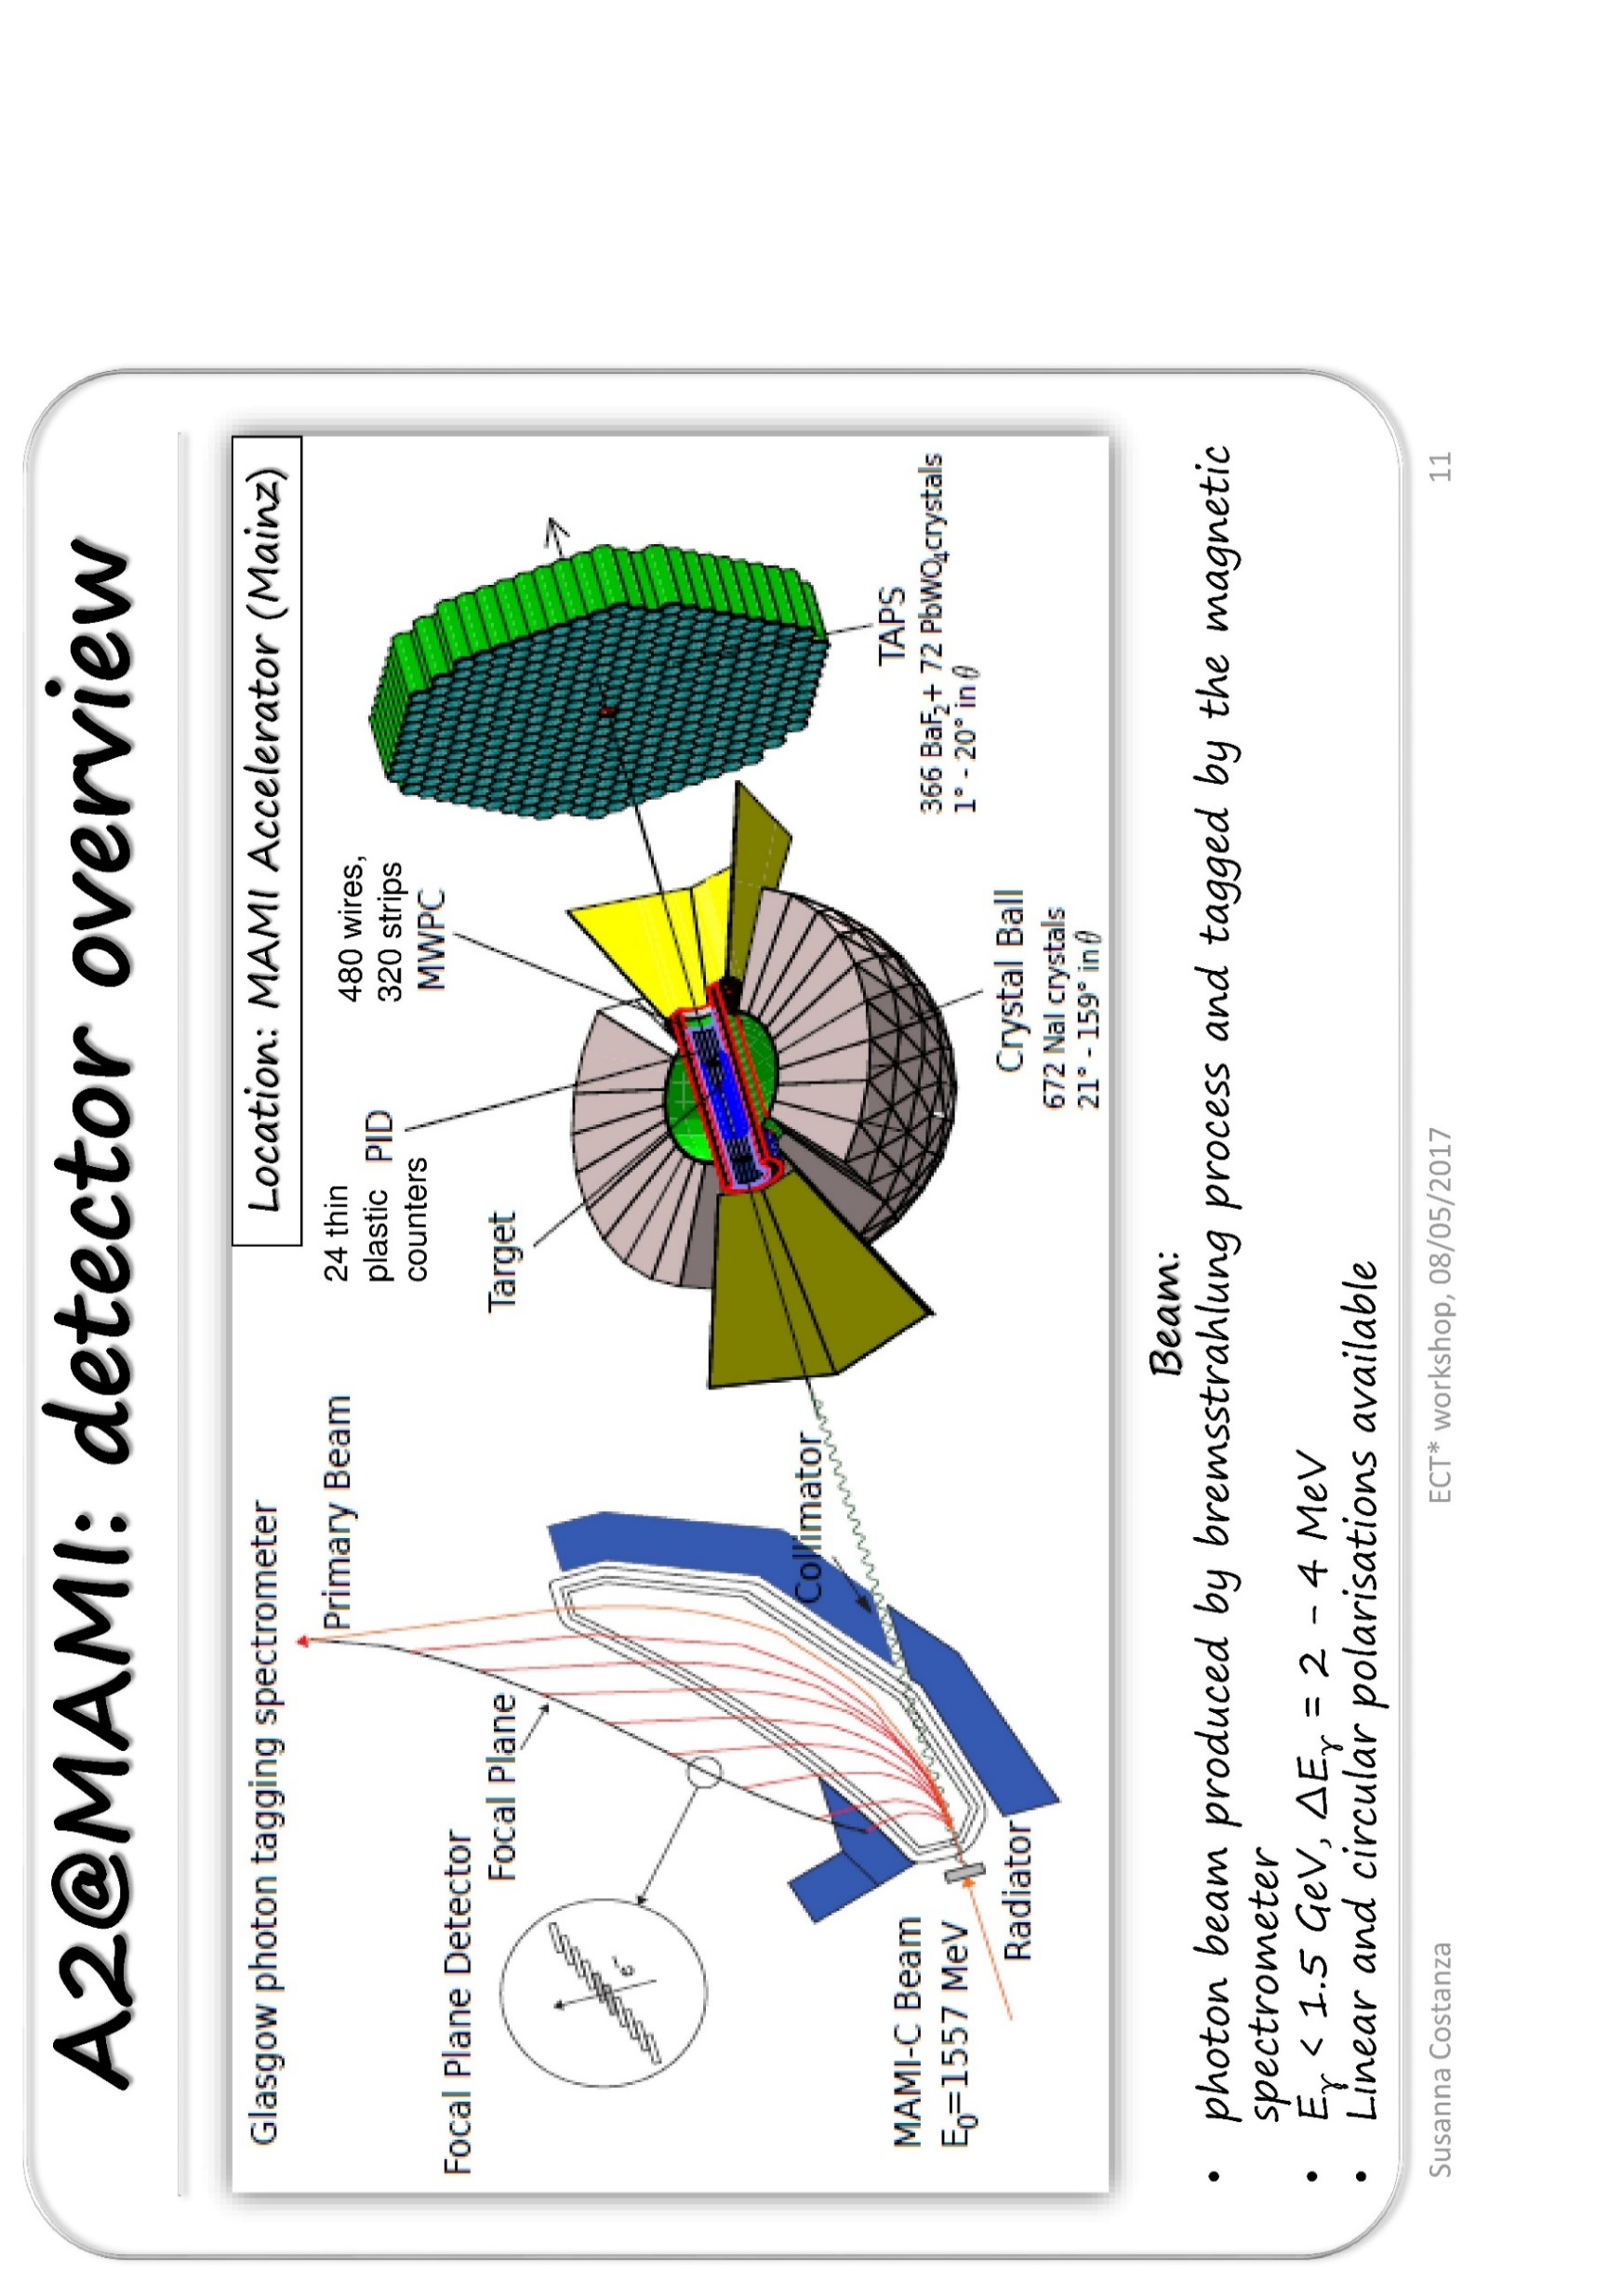 A2@MAMI: detector overview
Location: MAMI Accelerator (Mainz)
Glasgow photon tagging spectrometer
Primary Beam
Focal Plane Detector
Focal Plane
e⁻
MAMI-C Beam
E₀=1557 MeV
Radiator
Collimator
24 thin
plastic PID
counters
Target
480 wires,
320 strips
MWPC
Crystal Ball
672 NaI crystals
21° - 159° in θ
TAPS
366 BaF₂+ 72 PbWO₄crystals
1° - 20° in θ
Beam:
• photon beam produced by bremsstrahlung process and tagged by the magnetic
spectrometer
• Eγ < 1.5 GeV, ΔEγ = 2 – 4 MeV
• Linear and circular polarisations available
Susanna Costanza
ECT* workshop, 08/05/2017
11